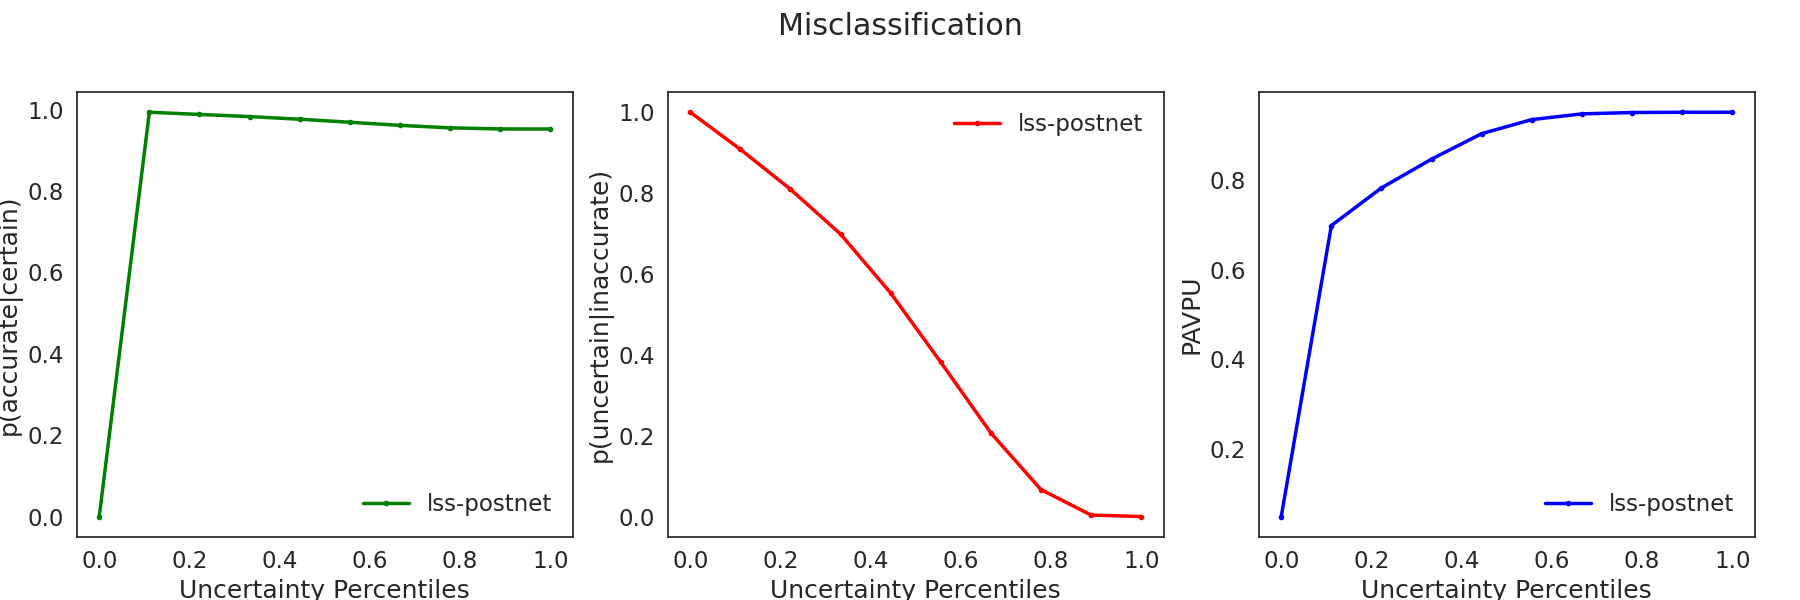 Misclassification
p(accurate|certain)
1.0
0.8
0.6
0.4
0.2
0.0
lss-postnet
0.0 0.2 0.4 0.6 0.8 1.0
Uncertainty Percentiles
p(uncertain|inaccurate)
1.0
0.8
0.6
0.4
0.2
0.0
lss-postnet
0.0 0.2 0.4 0.6 0.8 1.0
Uncertainty Percentiles
PAVPU
0.8
0.6
0.4
0.2
lss-postnet
0.0 0.2 0.4 0.6 0.8 1.0
Uncertainty Percentiles